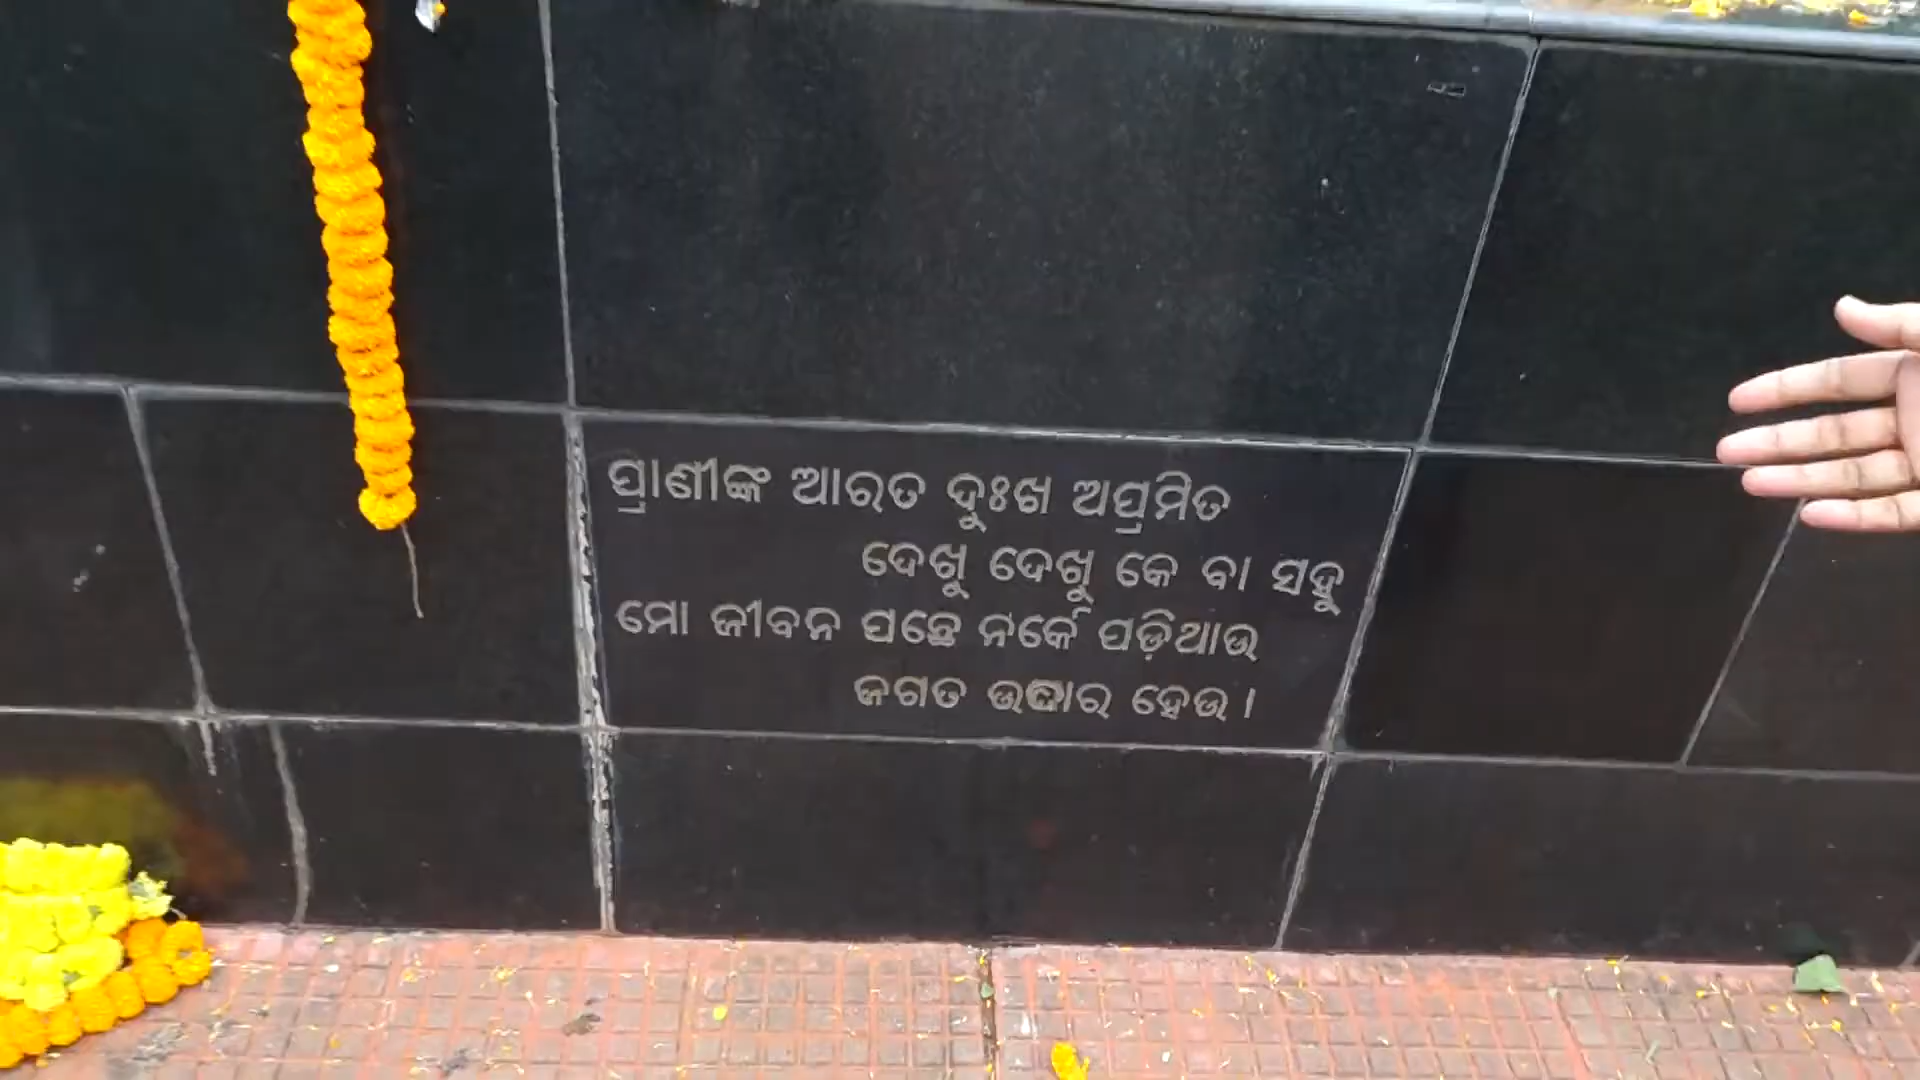 ପ୍ରାଣୀଙ୍କ ଆରତ ଦୁଃଖ ଅପ୍ରମିତ
ଦେଖୁ ଦେଖୁ କେ ବା ସହୁ
ମୋ ଜୀବନ ପଛେ ନର୍କେ ପଡ଼ିଥାଉ
ଜଗତ ଉଦ୍ଧାର ହେଉ ।